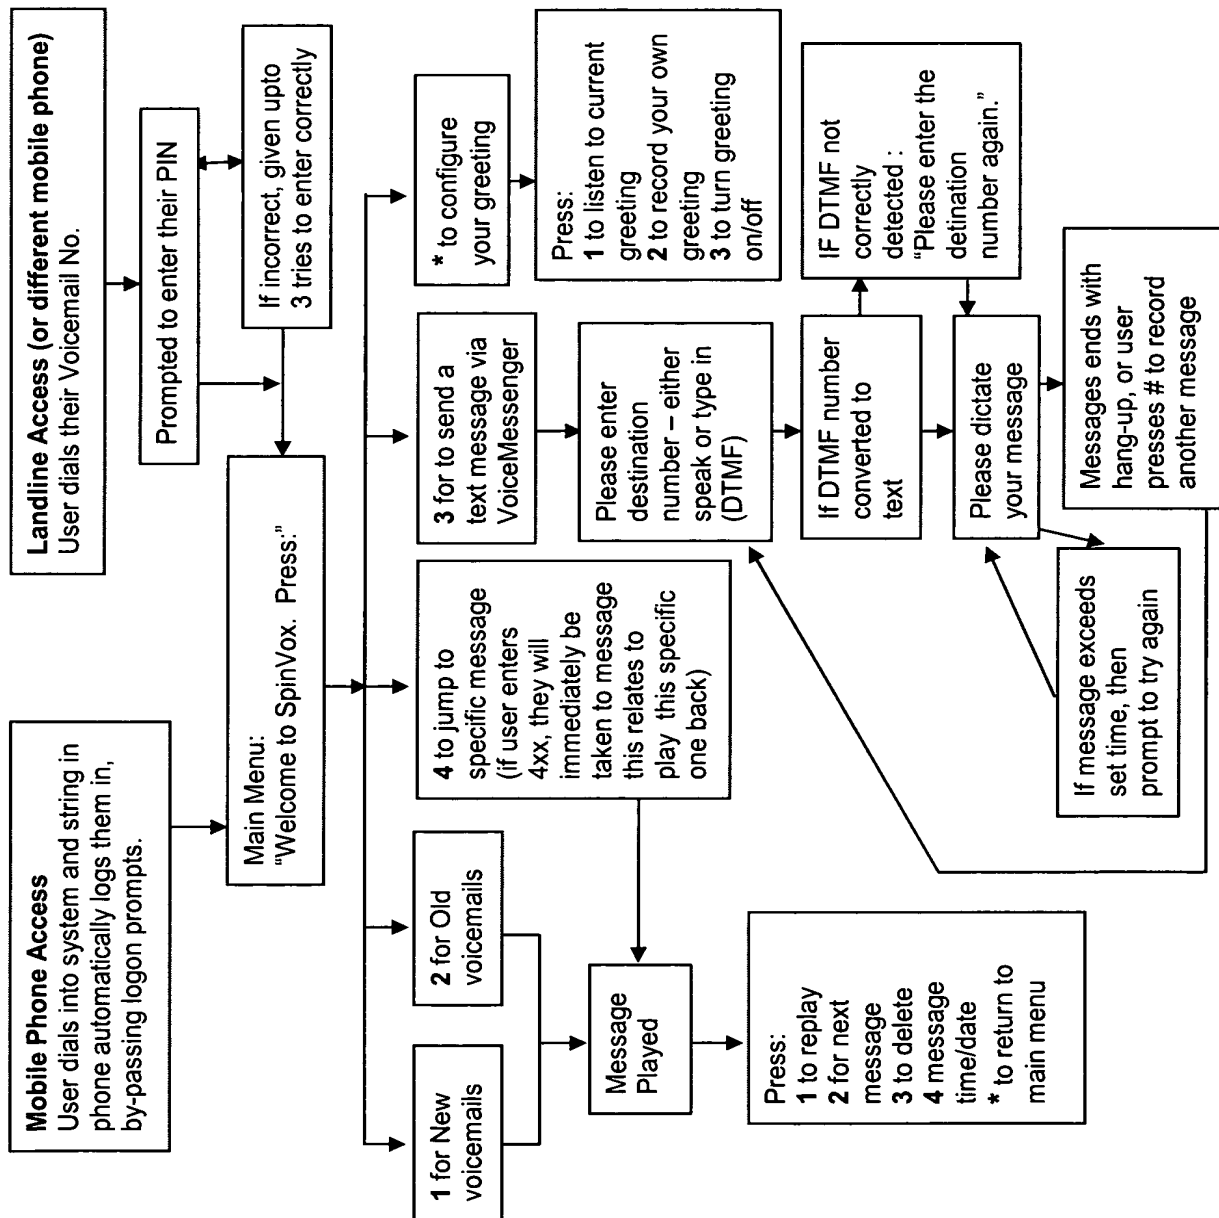 Mobile Phone Access
User dials into system and string in
phone automatically logs them in,
by-passing logon prompts.
Landline Access (or different mobile phone)
User dials their Voicemail No.
Prompted to enter their PIN
If incorrect, given upto
3 tries to enter correctly
Main Menu:
“Welcome to SpinVox. Press:”
1 for New
voicemails
2 for Old
voicemails
4 to jump to
specific message
(if user enters
4xx, they will
immediately be
taken to message
this relates to
play this specific
one back)
3 for to send a
text message via
VoiceMessenger
* to configure
your greeting
Message
Played
Press:
1 to replay
2 for next
message
3 to delete
4 message
time/date
* to return to
main menu
Please enter
destination
number – either
speak or type in
(DTMF)
Press:
1 to listen to current
greeting
2 to record your own
greeting
3 to turn greeting
on/off
If DTMF number
converted to
text
IF DTMF not
correctly
detected :
“Please enter the
detination
number again.”
Please dictate
your message
If message exceeds
set time, then
prompt to try again
Messages ends with
hang-up, or user
presses # to record
another message